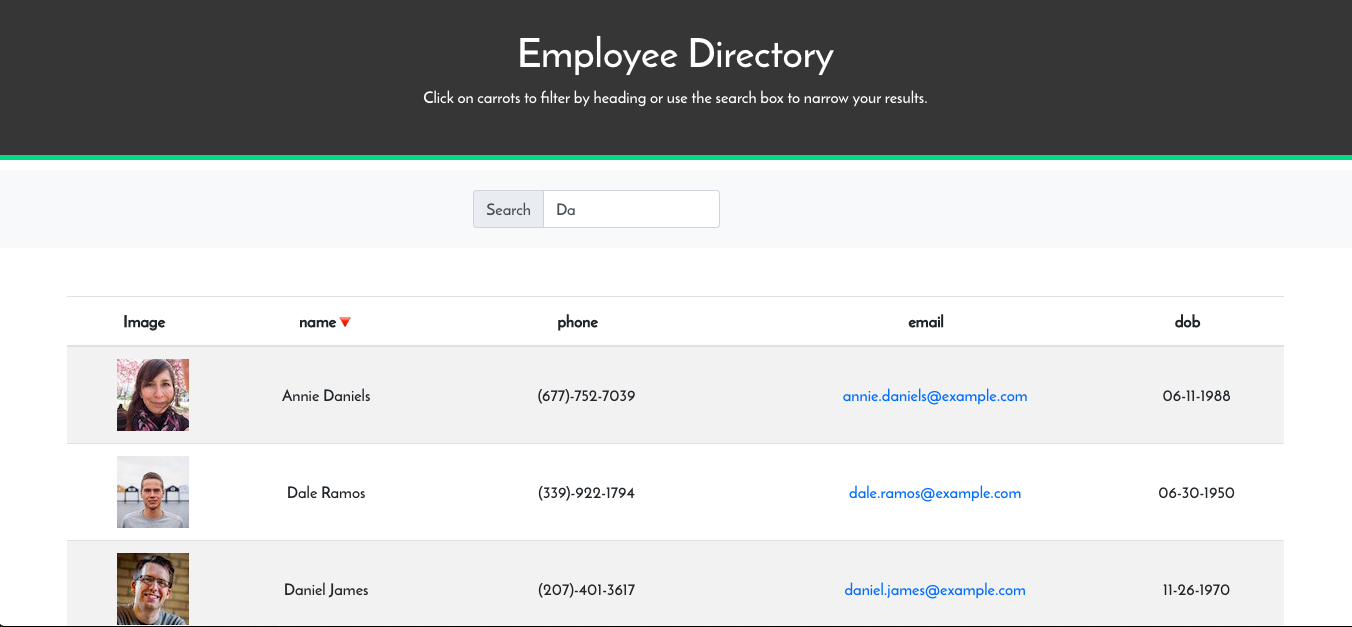 Employee Directory
Click on carrots to filter by heading or use the search box to narrow your results.
Search Da
Image name phone email dob
Annie Daniels (677)-752-7039 annie.daniels@example.com 06-11-1988
Dale Ramos (339)-922-1794 dale.ramos@example.com 06-30-1950
Daniel James (207)-401-3617 daniel.james@example.com 11-26-1970